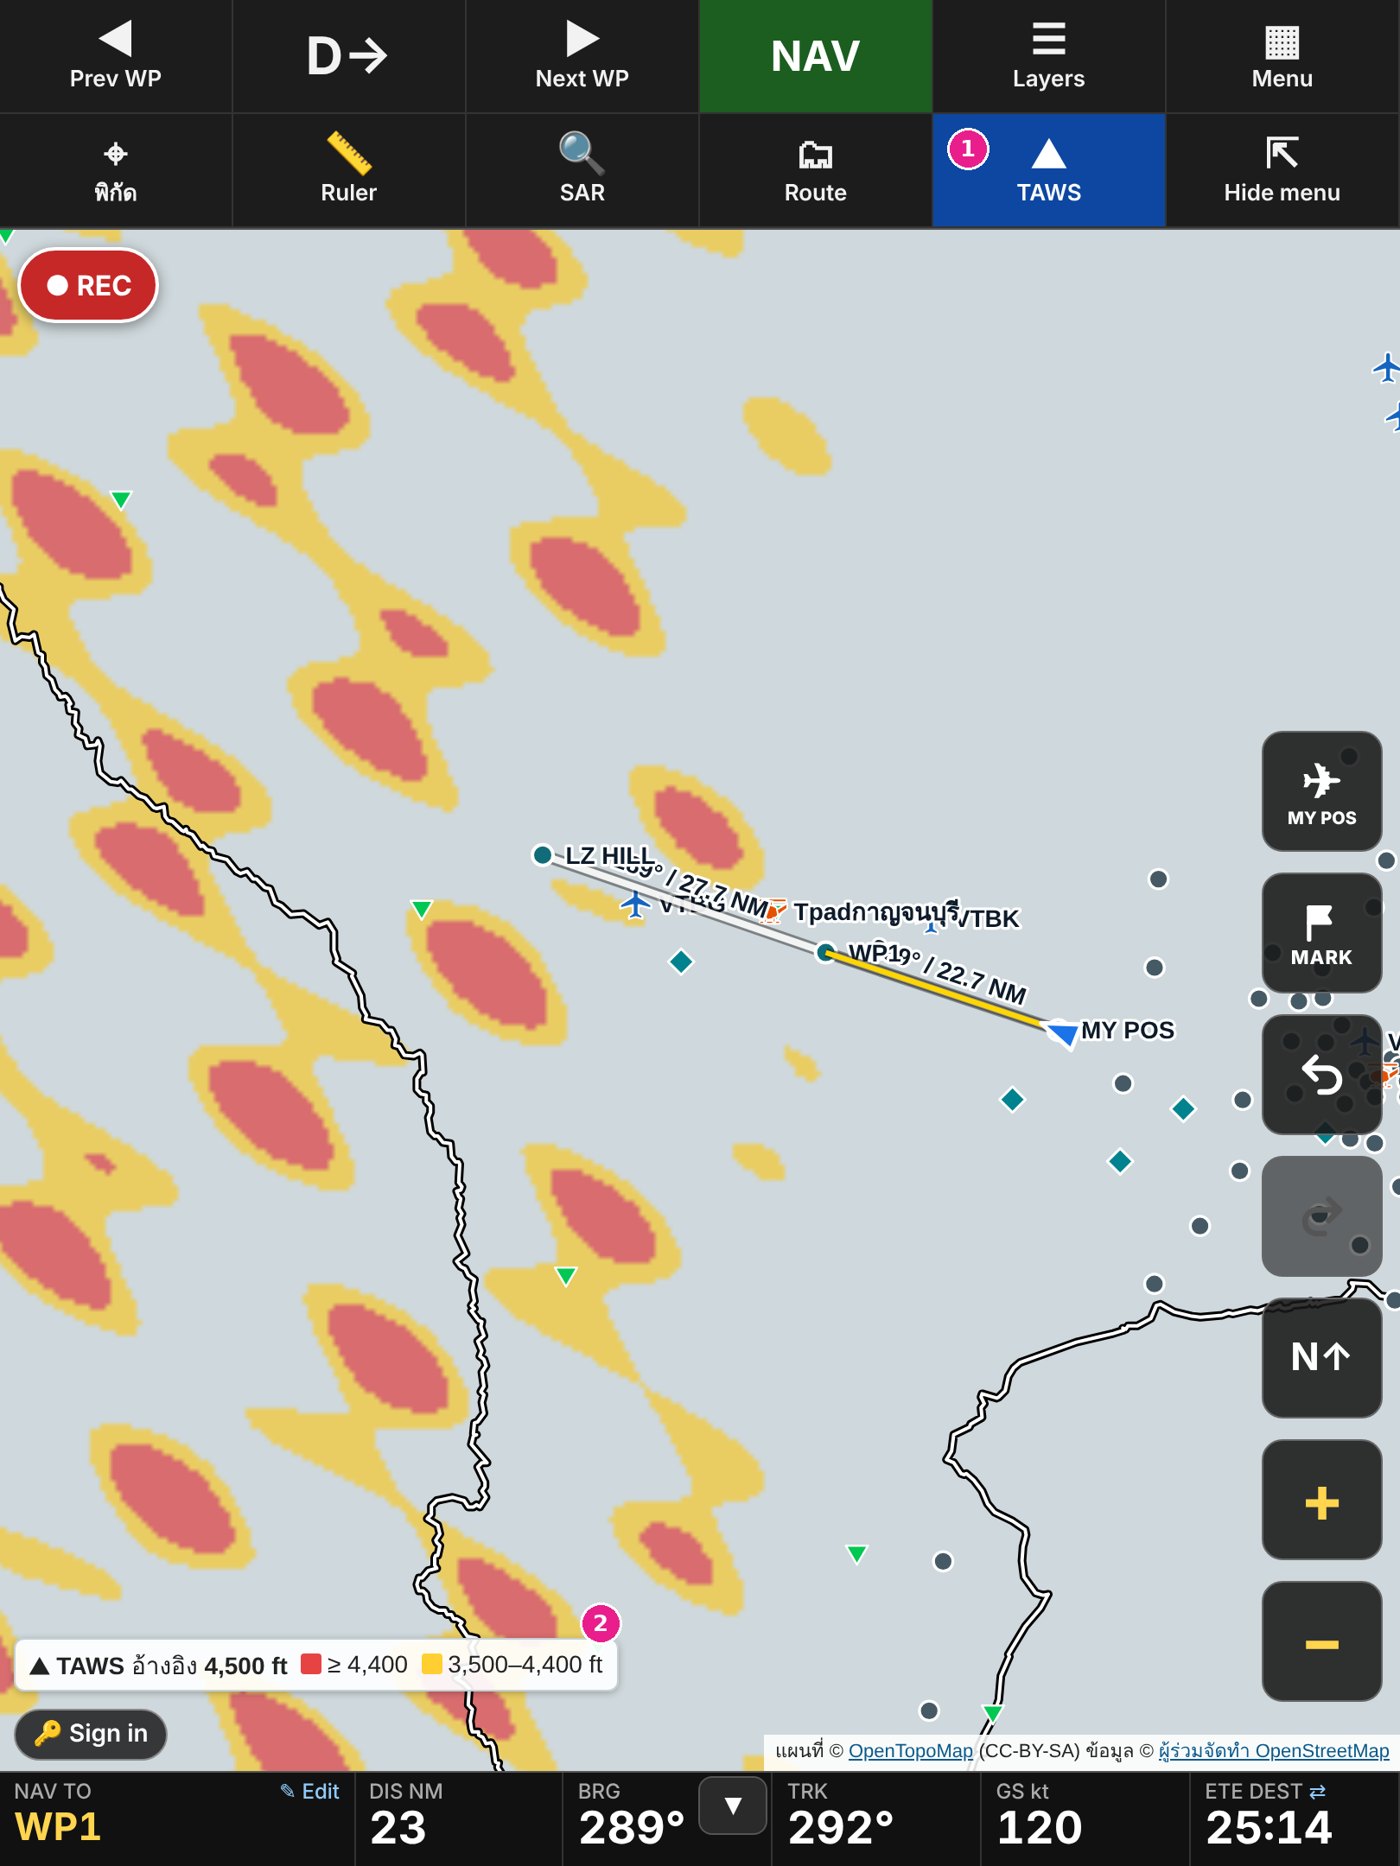 Prev WP
D→
Next WP
NAV
Layers
Menu
พิกัด
Ruler
SAR
Route
1
TAWS
Hide menu
REC
MY POS
LZ HILL
/ 27.7 NM
Tpadกาญจนบุรี
VTBK
WP1
9° / 22.7 NM
MY POS
MARK
N↑
+
−
2
▲ TAWS อ้างอิง 4,500 ft ≥ 4,400 3,500–4,400 ft
Sign in
แผนที่ © OpenTopoMap (CC-BY-SA) ข้อมูล © ผู้ร่วมจัดทำ OpenStreetMap
NAV TO ✎ Edit
WP1
DIS NM
23
BRG
289°
▼
TRK
292°
GS kt
120
ETE DEST ⇄
25:14